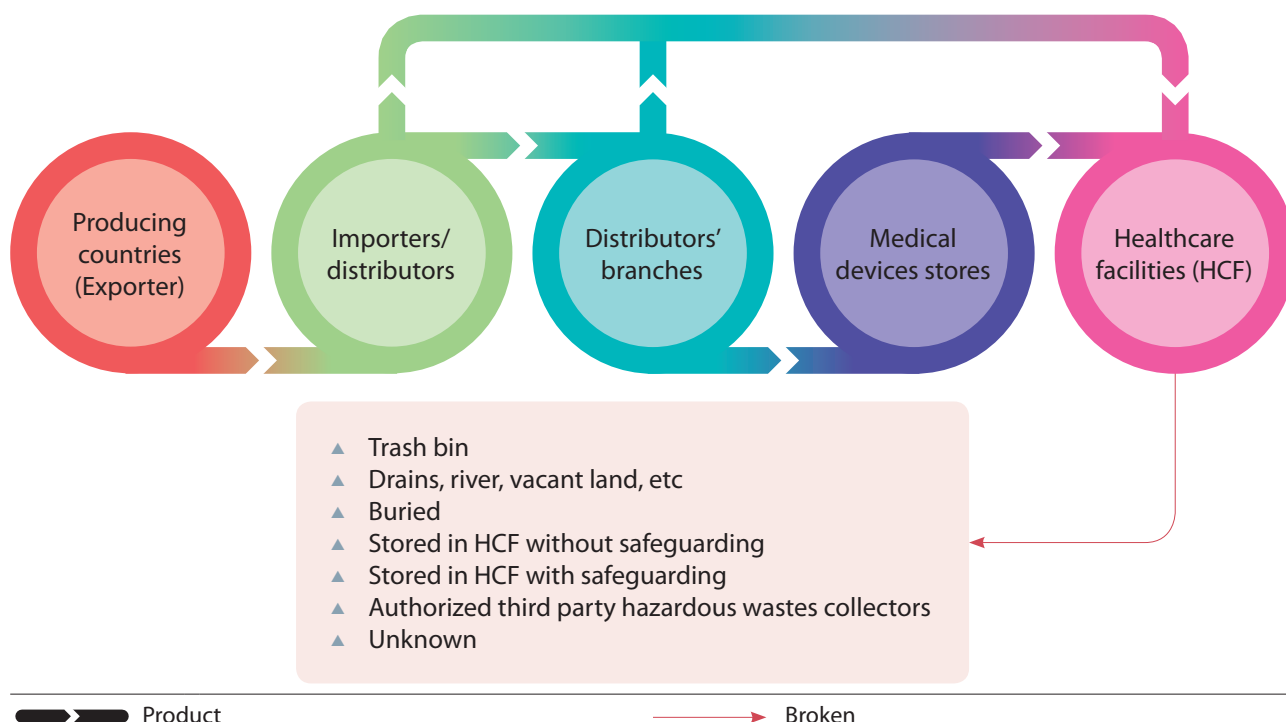 Producing
countries
(Exporter)
Importers/
distributors
Distributors’
branches
Medical
devices stores
Healthcare
facilities (HCF)
Trash bin
Drains, river, vacant land, etc
Buried
Stored in HCF without safeguarding
Stored in HCF with safeguarding
Authorized third party hazardous wastes collectors
Unknown
Product
Broken